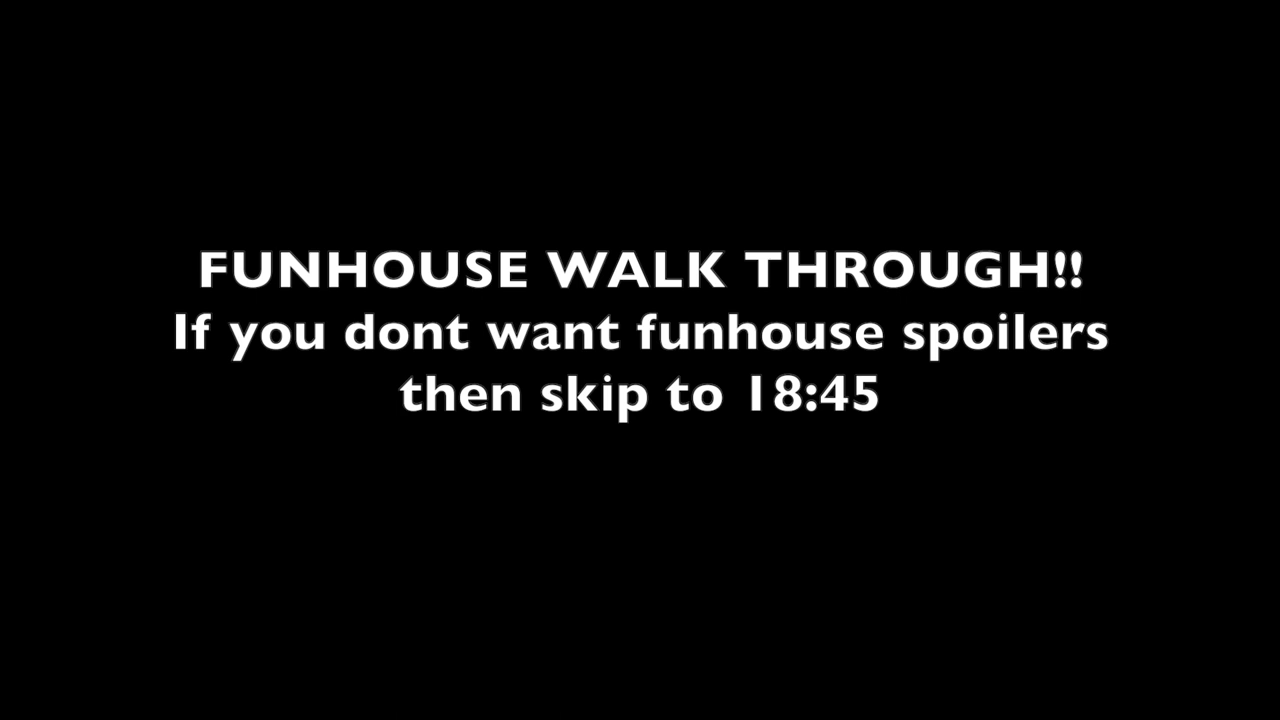 FUNHOUSE WALK THROUGH!!
If you dont want funhouse spoilers
then skip to 18:45